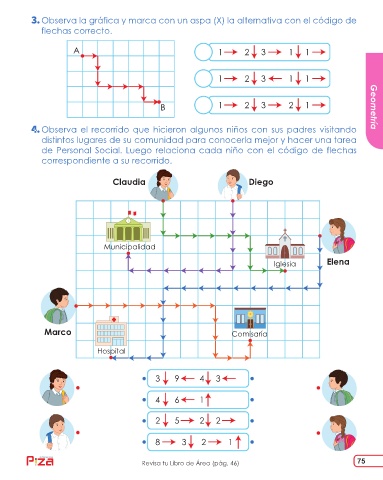 3. Observa la gráfica y marca con un aspa (X) la alternativa con el código de
flechas correcto.
A
B
1 → 2 ↓ 3 → 1 ↓ 1 →
1 → 2 ↓ 3 ← 1 ↓ 1 →
1 → 2 ↓ 3 → 2 ↓ 1 →
Geometría
4. Observa el recorrido que hicieron algunos niños con sus padres visitando
distintos lugares de su comunidad para conocerla mejor y hacer una tarea
de Personal Social. Luego relaciona cada niño con el código de flechas
correspondiente a su recorrido.
Claudia
Diego
Municipalidad
Iglesia
Elena
Marco
Comisaría
Hospital
3 ↓ 9 ← 4 ↓ 3 ←
4 ↓ 6 ← 1 ↑
2 ↓ 5 → 2 ↓ 2 →
8 → 3 ↓ 2 → 1 ↑
Piza
Revisa tu Libro de Área (pág. 46)
75